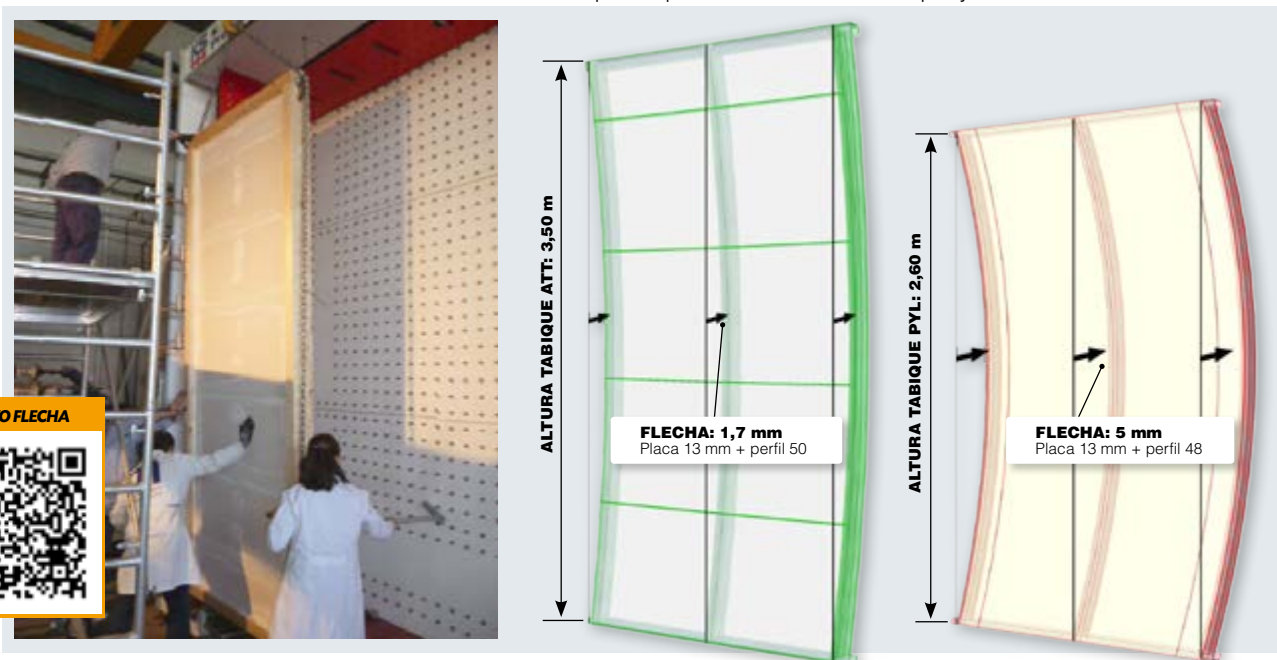 O FLECHA
ALTURA TABIQUE ATT: 3,50 m
FLECHA: 1,7 mm
Placa 13 mm + perfil 50
ALTURA TABIQUE PYL: 2,60 m
FLECHA: 5 mm
Placa 13 mm + perfil 48